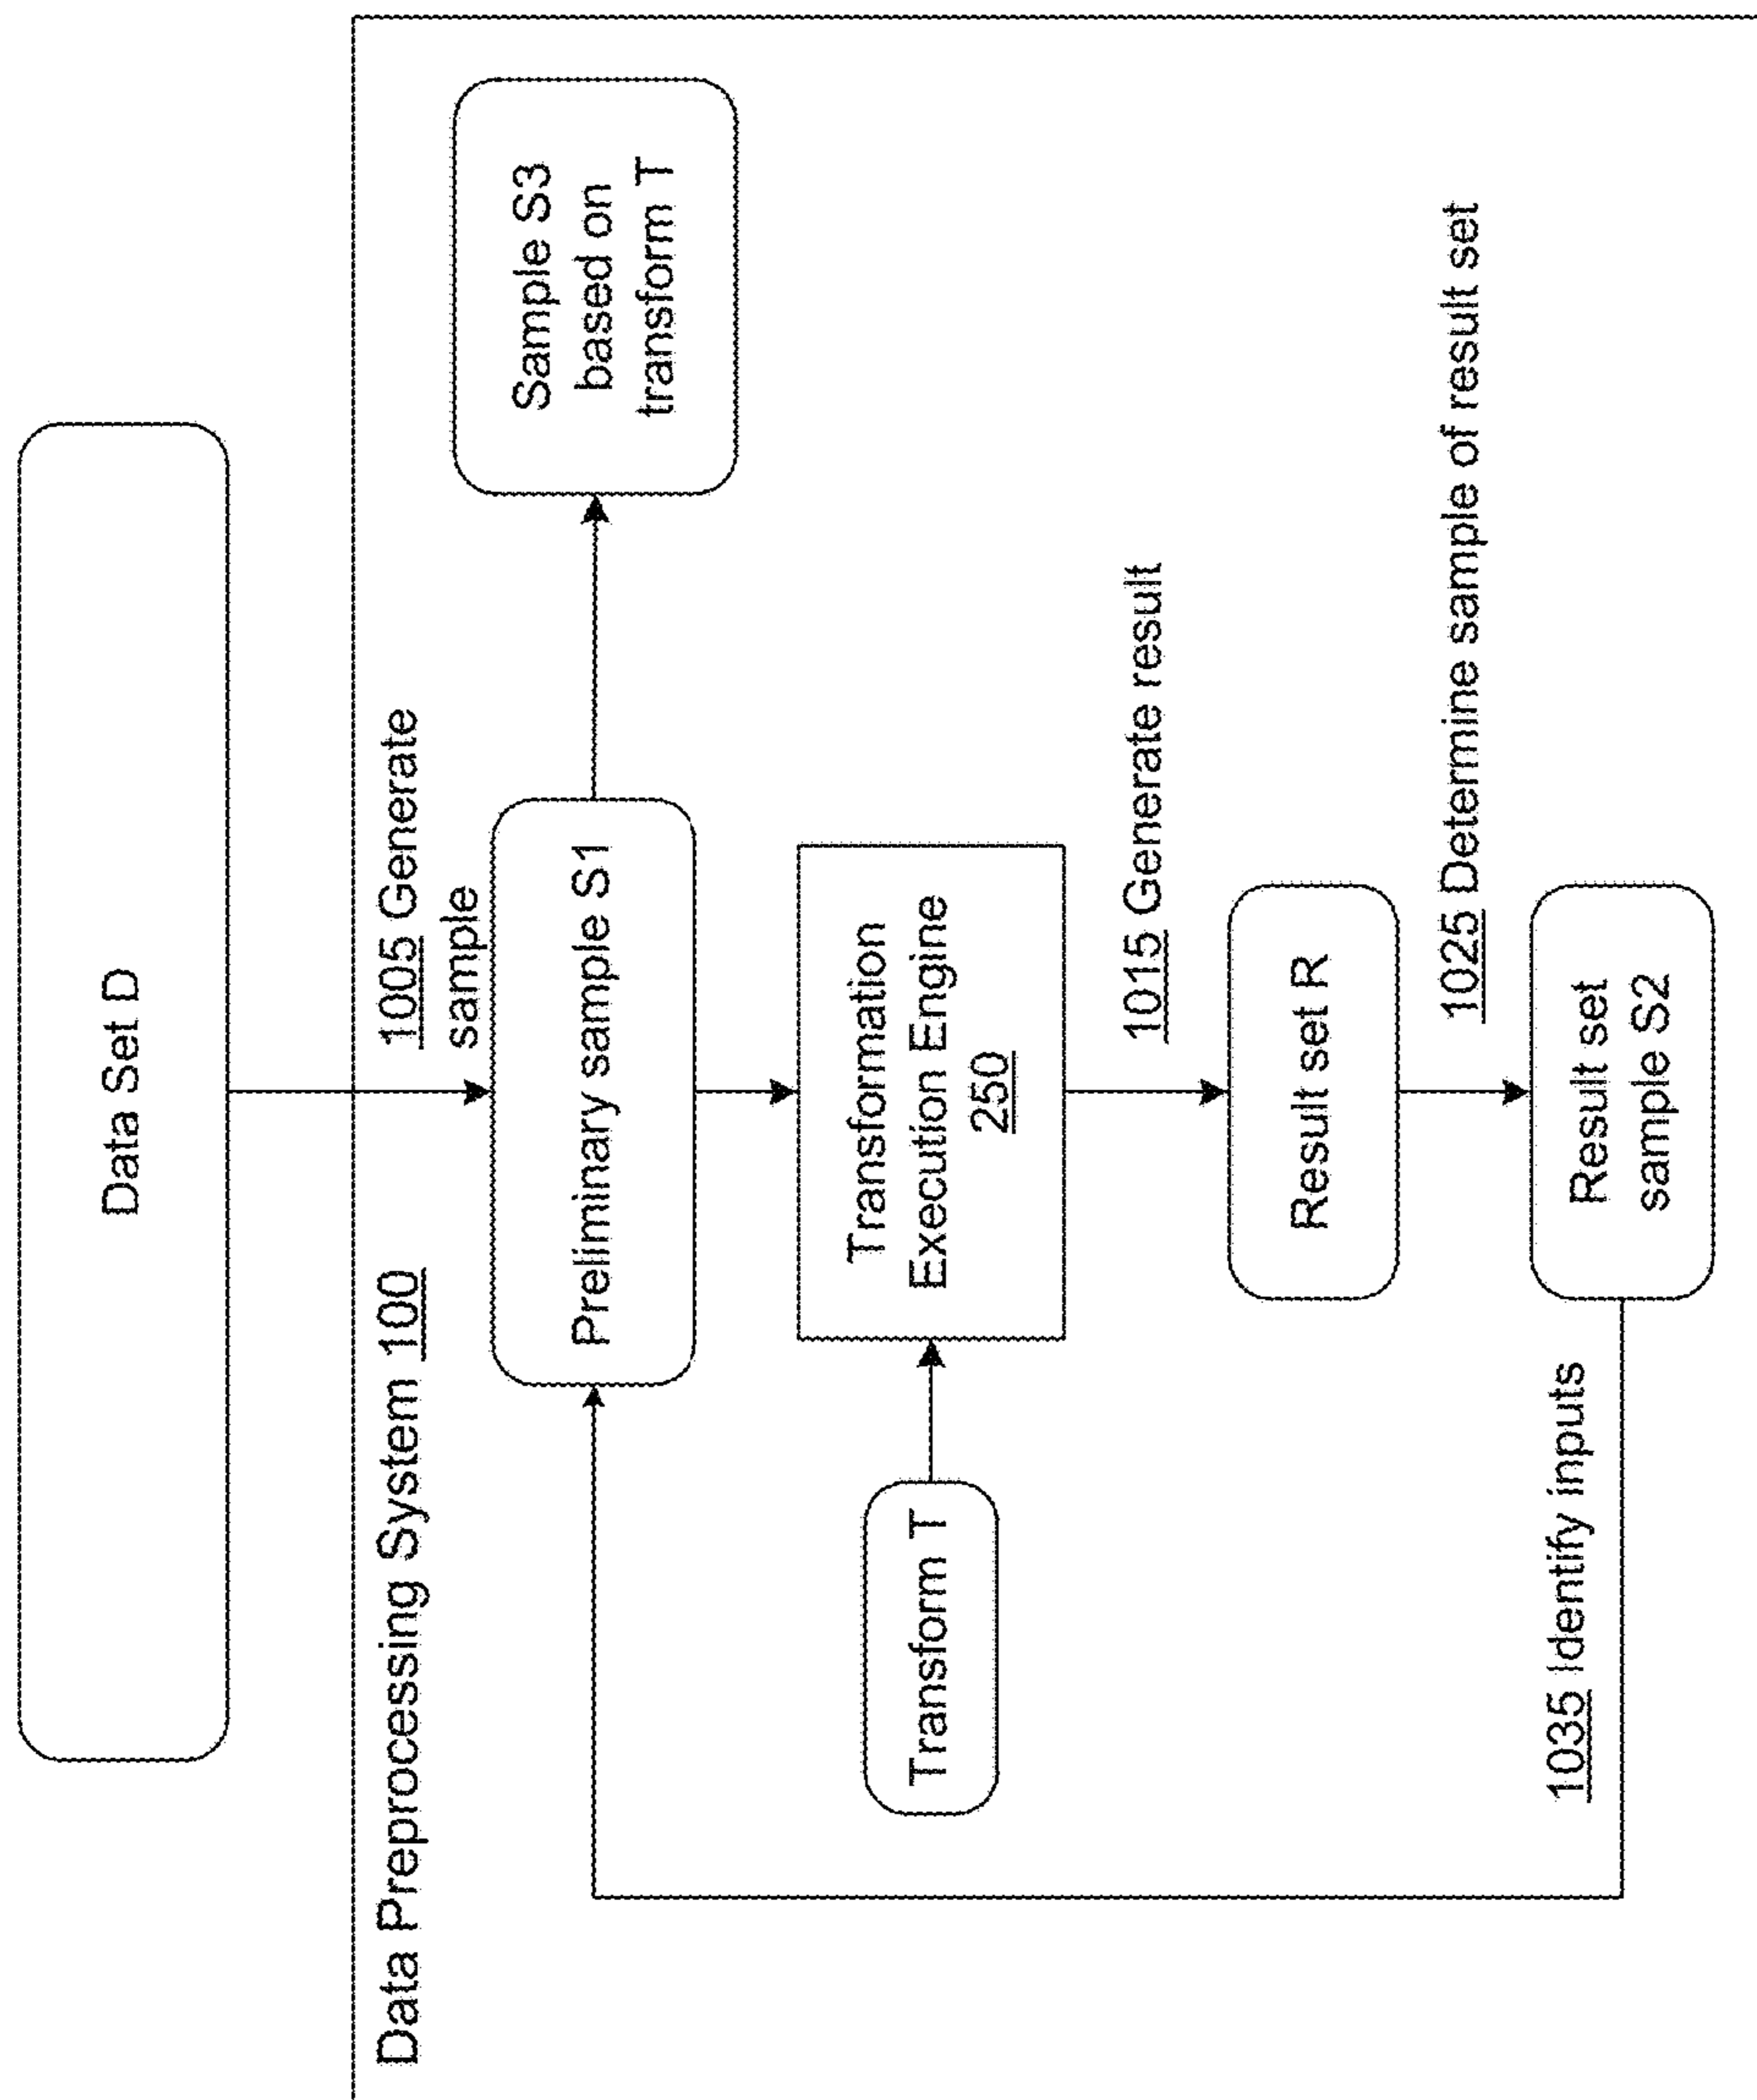 Data Set D
Data Preprocessing System 100
1005 Generate
sample
Preliminary sample S1
Sample S3
based on
transform T
Transform T
Transformation
Execution Engine
250
1015 Generate result
Result set R
1025 Determine sample of result set
Result set
sample S2
1035 Identify inputs